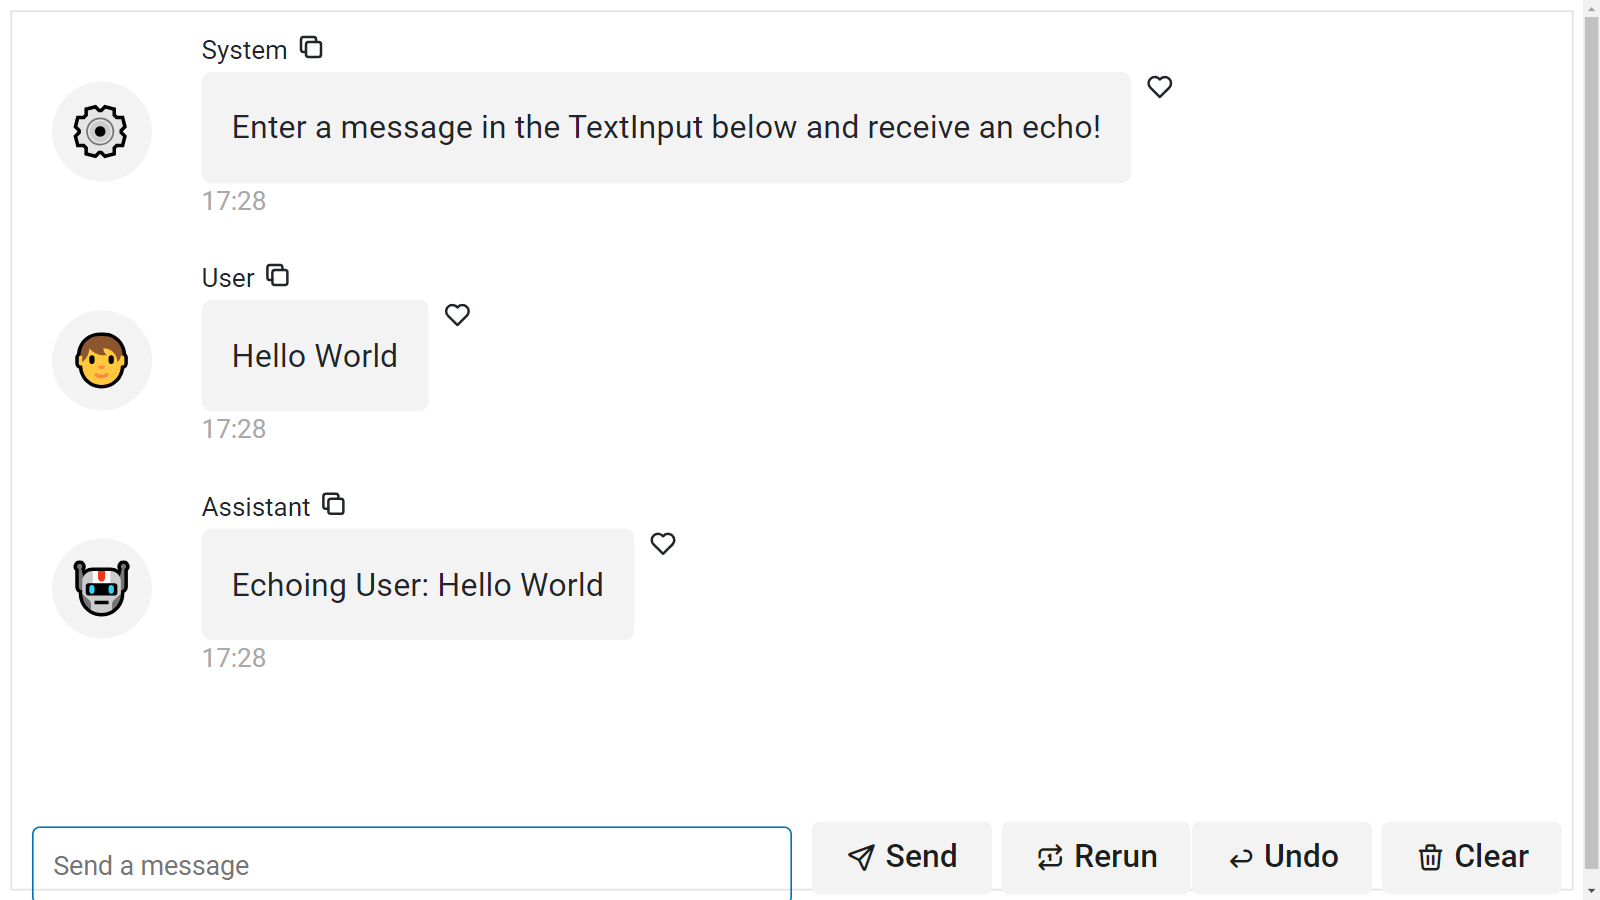 System
Enter a message in the TextInput below and receive an echo!
17:28
User
Hello World
17:28
Assistant
Echoing User: Hello World
17:28
Send a message
Send
Rerun
Undo
Clear